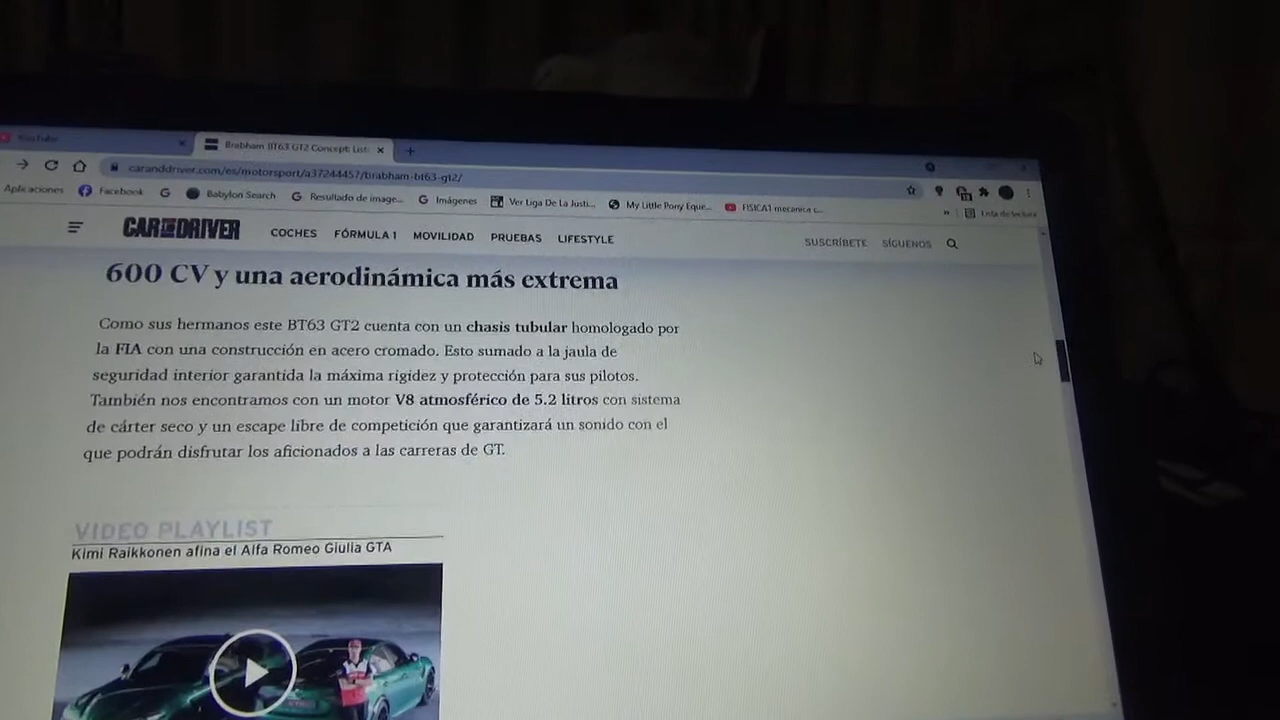 YouTube
Brabham BT63 GT2 Concept: List
caranddriver.com/es/motorsport/a37244457/brabham-bt63-gt2/
Aplicaciones Facebook G Babylon Search G Resultado de image... G Imágenes Ver Liga De La Justi... My Little Pony Eque... FISICA1 mecanica c...
» Lista de lectura
CAR AND DRIVER COCHES FÓRMULA 1 MOVILIDAD PRUEBAS LIFESTYLE SUSCRÍBETE SÍGUENOS
600 CV y una aerodinámica más extrema
Como sus hermanos este BT63 GT2 cuenta con un chasis tubular homologado por
la FIA con una construcción en acero cromado. Esto sumado a la jaula de
seguridad interior garantida la máxima rigidez y protección para sus pilotos.
También nos encontramos con un motor V8 atmosférico de 5.2 litros con sistema
de cárter seco y un escape libre de competición que garantizará un sonido con el
que podrán disfrutar los aficionados a las carreras de GT.
VIDEO PLAYLIST
Kimi Raikkonen afina el Alfa Romeo Giulia GTA